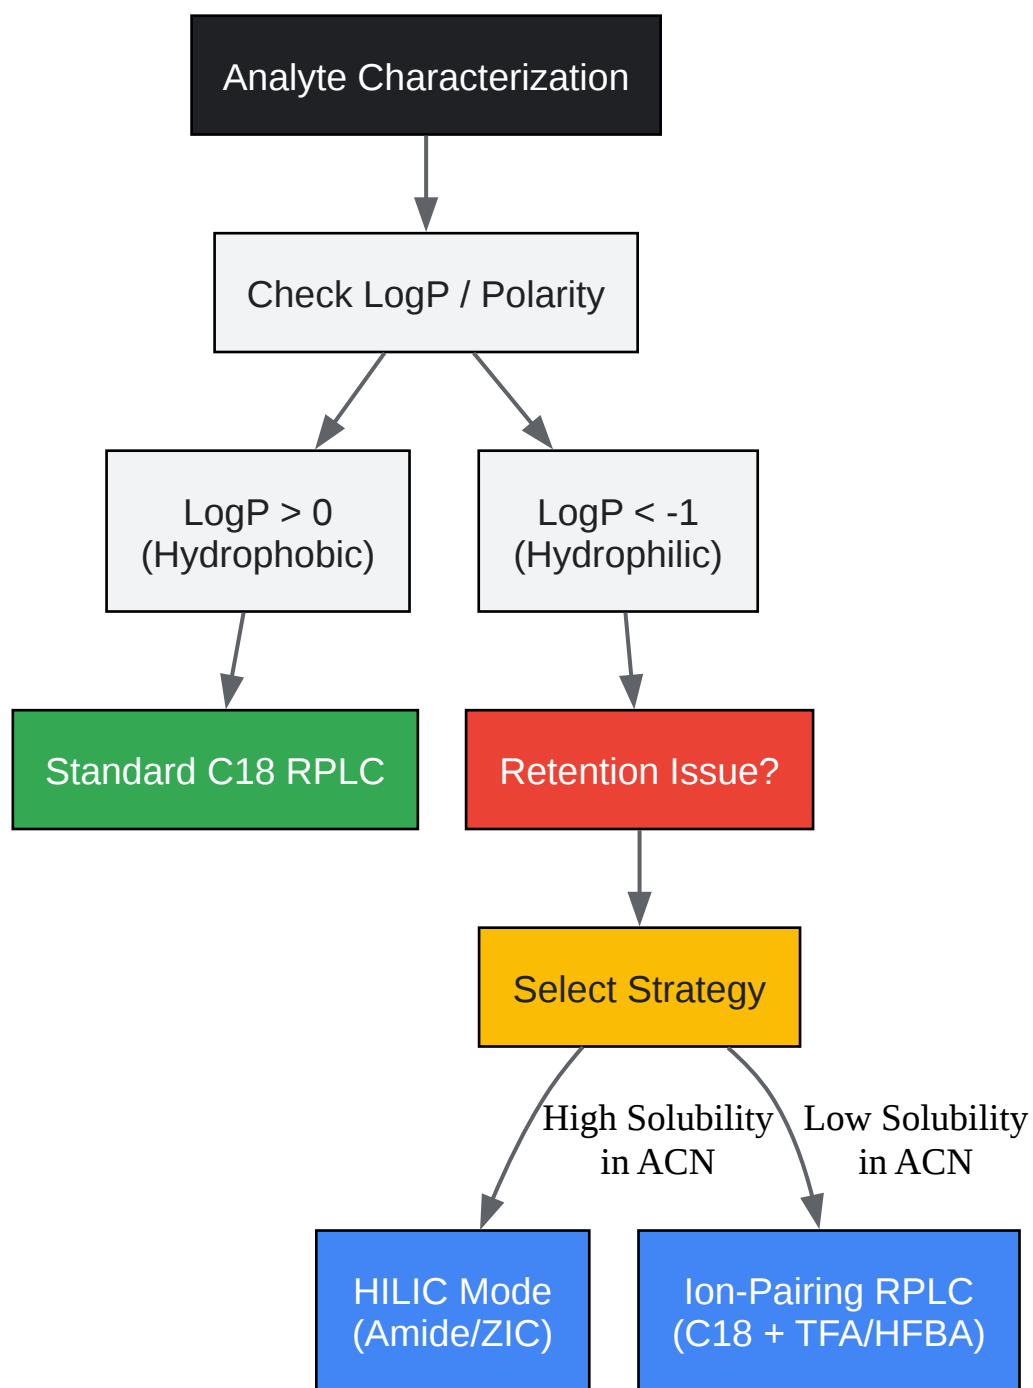 Analyte Characterization
Check LogP / Polarity
LogP > 0
(Hydrophobic)
LogP < -1
(Hydrophilic)
Standard C18 RPLC
Retention Issue?
Select Strategy
High Solubility
in ACN
Low Solubility
in ACN
HILIC Mode
(Amide/ZIC)
Ion-Pairing RPLC
(C18 + TFA/HFBA)